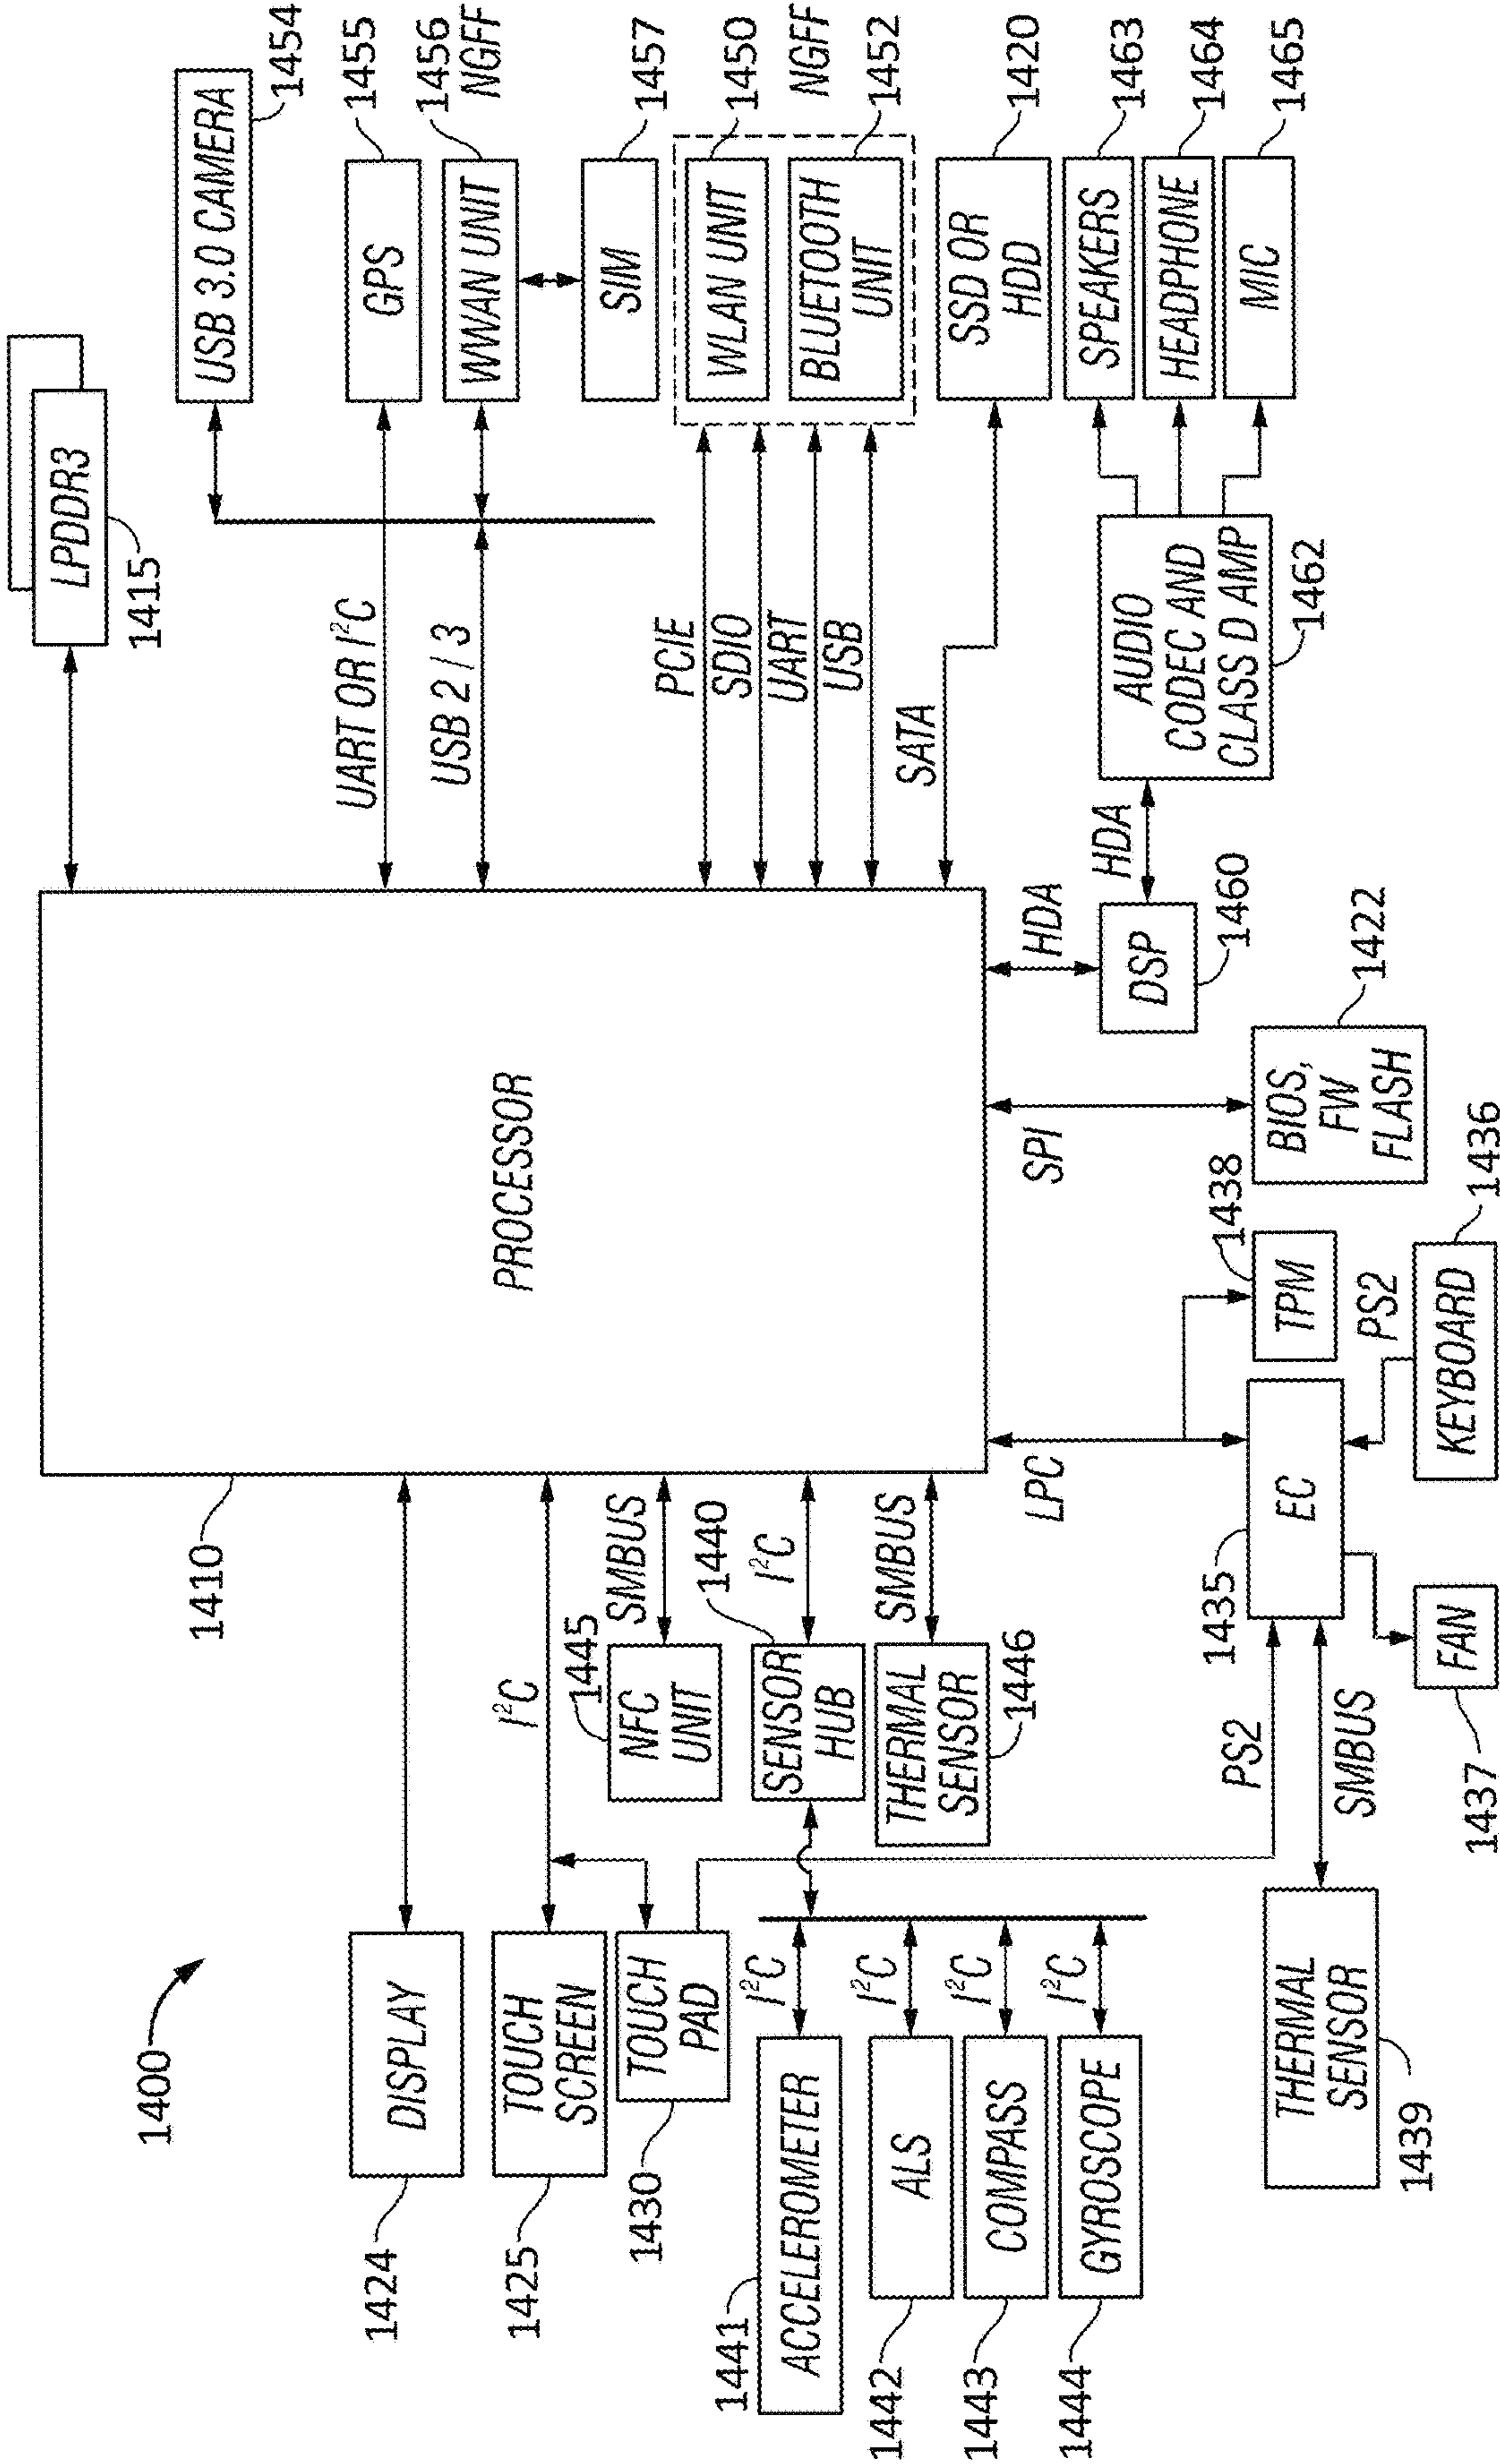 1400
LPDDR3
1415
USB 3.0 CAMERA
1454
1410
PROCESSOR
DISPLAY
1424
UART OR I²C
GPS
1455
USB 2 / 3
WWAN UNIT
1456
NGFF
TOUCH
SCREEN
1425
I²C
SIM
1457
TOUCH
PAD
1430
NFC
UNIT
1445
SMBUS
PCIE
SDIO
UART
USB
WLAN UNIT
1450
BLUETOOTH
UNIT
1452
NGFF
ACCELEROMETER
1441
I²C
SENSOR
HUB
1440
I²C
ALS
1442
I²C
THERMAL
SENSOR
1446
SMBUS
SATA
SSD OR
HDD
1420
COMPASS
1443
I²C
GYROSCOPE
1444
I²C
LPC
SPI
HDA
DSP
1460
HDA
AUDIO
CODEC AND
CLASS D AMP
1462
SPEAKERS
1463
HEADPHONE
1464
MIC
1465
PS2
1435
EC
TPM
1438
BIOS,
FW
FLASH
1422
THERMAL
SENSOR
1439
SMBUS
FAN
1437
PS2
KEYBOARD
1436